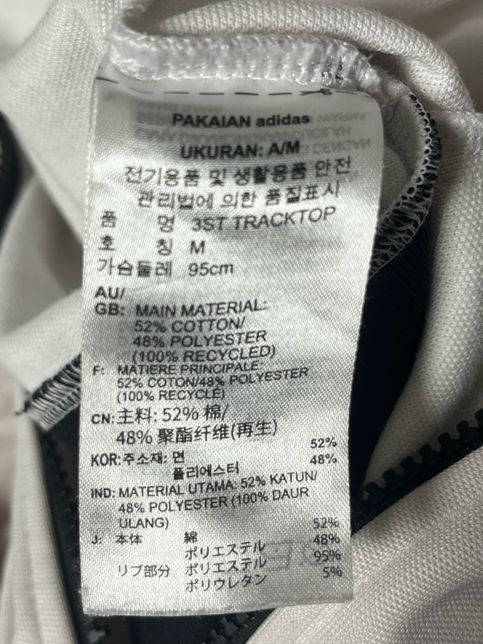 PAKAIAN adidas
UKURAN: A/M
전기용품 및 생활용품 안전
관리법에 의한 품질표시
품 명 3ST TRACKTOP
호 칭 M
가슴둘레 95cm
AU/
GB: MAIN MATERIAL:
52% COTTON/
48% POLYESTER
(100% RECYCLED)
F: MATIERE PRINCIPALE:
52% COTON/48% POLYESTER
(100% RECYCLÉ)
CN: 主料: 52% 棉/
48% 聚酯纤维(再生)
KOR: 주소재: 면 52%
폴리에스터 48%
IND: MATERIAL UTAMA: 52% KATUN/
48% POLYESTER (100% DAUR
ULANG)
J: 本体 綿 52%
ポリエステル 48%
リブ部分 ポリエステル 95%
ポリウレタン 5%